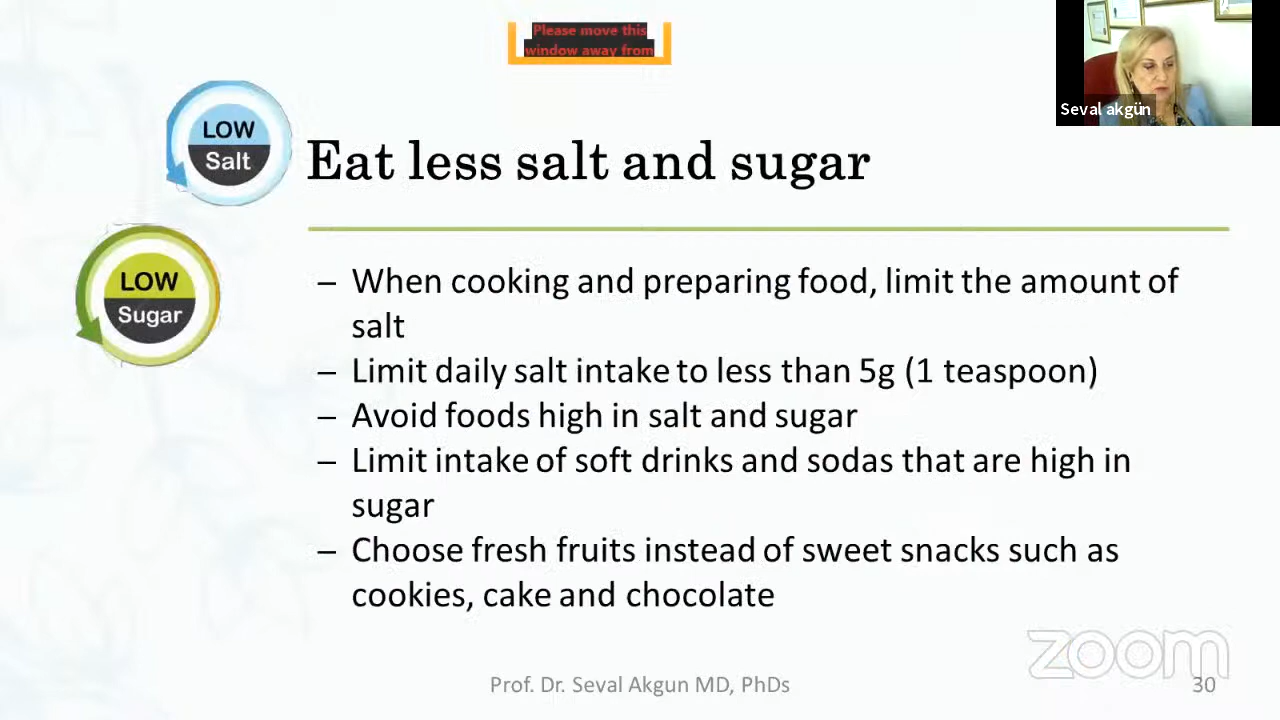 Please move this
window away from
Seval akgün
LOW
Salt
Eat less salt and sugar
LOW
Sugar
– When cooking and preparing food, limit the amount of
salt
– Limit daily salt intake to less than 5g (1 teaspoon)
– Avoid foods high in salt and sugar
– Limit intake of soft drinks and sodas that are high in
sugar
– Choose fresh fruits instead of sweet snacks such as
cookies, cake and chocolate
zoom
Prof. Dr. Seval Akgun MD, PhDs
30